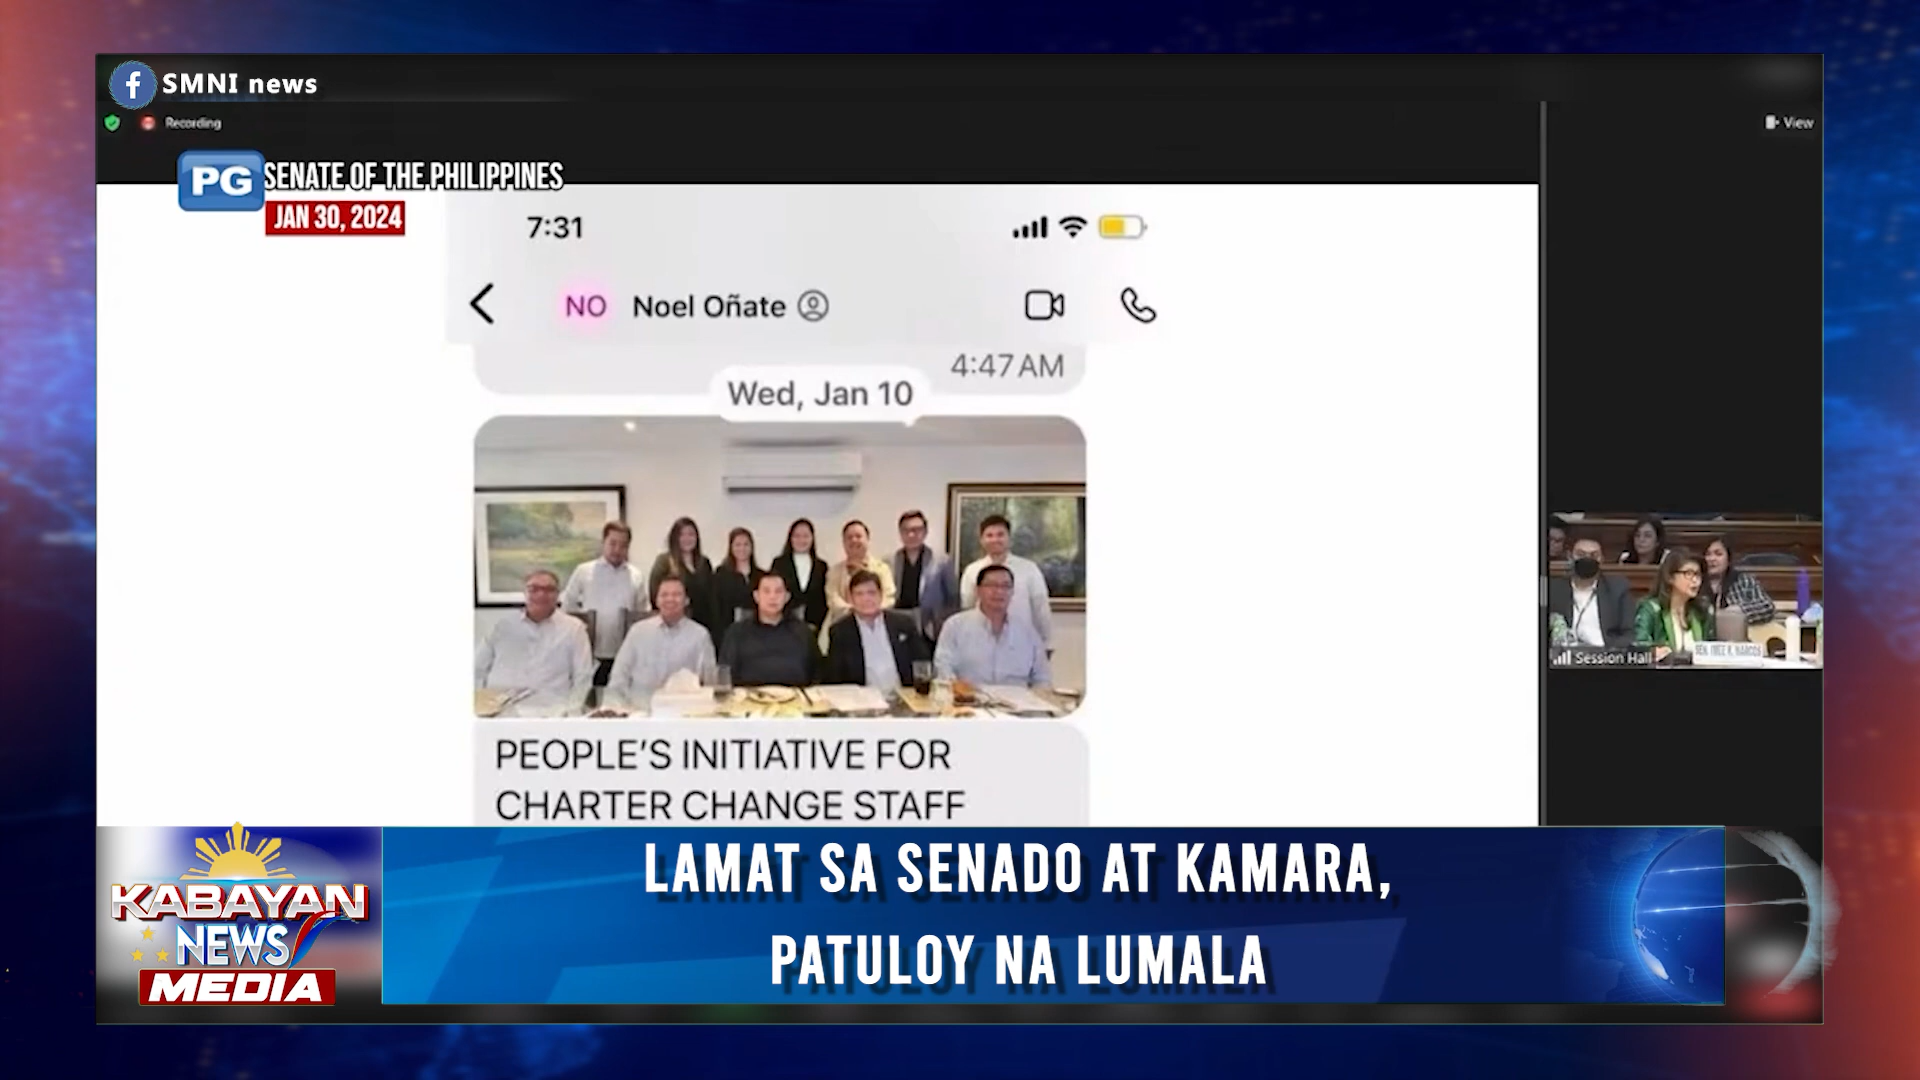 SMNI news
Recording
View
PG
SENATE OF THE PHILIPPINES
JAN 30, 2024
7:31
NO Noel Oñate
4:47 AM
Wed, Jan 10
PEOPLE'S INITIATIVE FOR
CHARTER CHANGE STAFF
Session Hall
KABAYAN
NEWS
MEDIA
LAMAT SA SENADO AT KAMARA,
PATULOY NA LUMALA